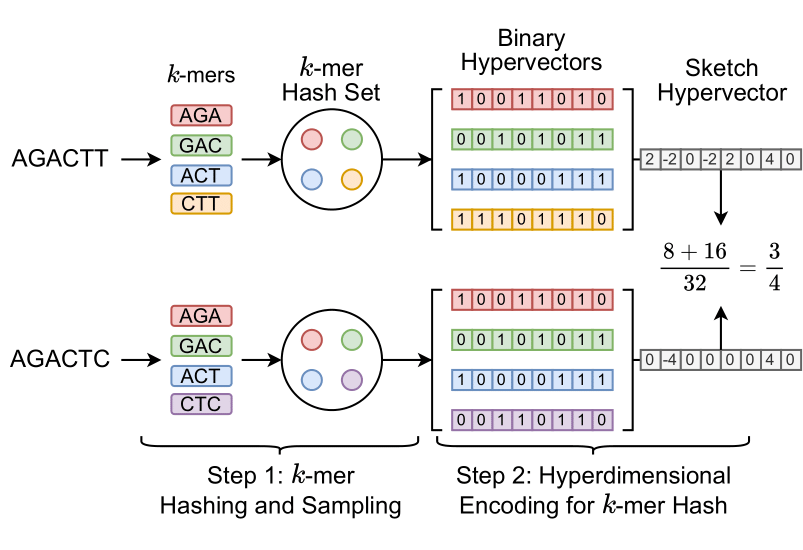 Binary
Hypervectors
k-mers
k-mer
Hash Set
Sketch
Hypervector
AGACTT
AGA
GAC
ACT
CTT
1 0 0 1 1 0 1 0
0 0 1 0 1 0 1 1
1 0 0 0 0 1 1 1
1 1 1 0 1 1 1 0
2 -2 0 -2 2 0 4 0
8 + 16
32
= 3
4
AGACTC
AGA
GAC
ACT
CTC
1 0 0 1 1 0 1 0
0 0 1 0 1 0 1 1
1 0 0 0 0 1 1 1
0 0 1 1 0 1 1 0
0 -4 0 0 0 0 4 0
Step 1: k-mer
Hashing and Sampling
Step 2: Hyperdimensional
Encoding for k-mer Hash